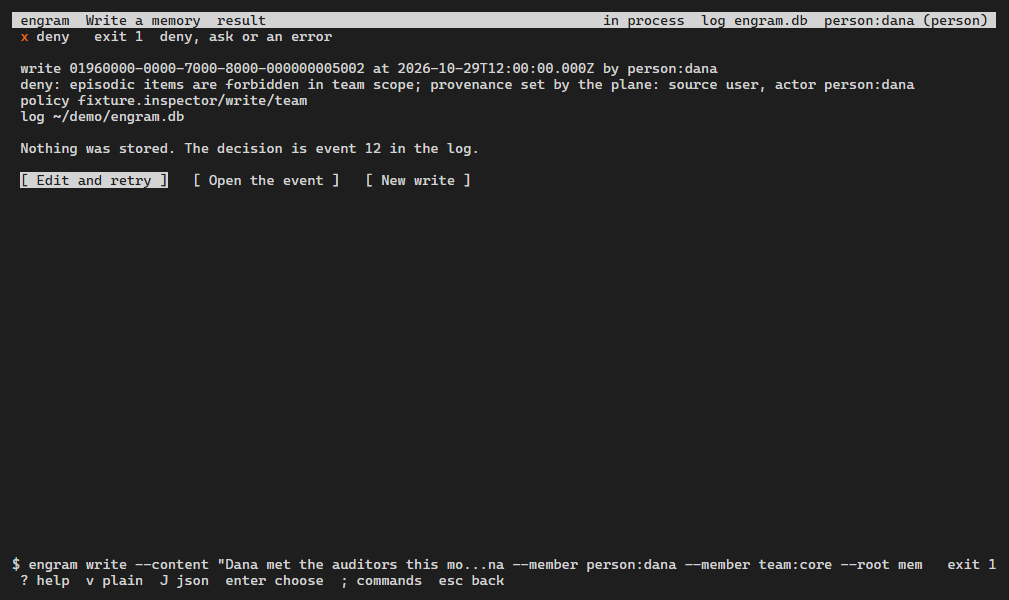 engram  Write a memory  result                                         in process  log engram.db  person:dana (person)
x deny   exit 1  deny, ask or an error
write 01960000-0000-7000-8000-000000005002 at 2026-10-29T12:00:00.000Z by person:dana
deny: episodic items are forbidden in team scope; provenance set by the plane: source user, actor person:dana
policy fixture.inspector/write/team
log ~/demo/engram.db
Nothing was stored. The decision is event 12 in the log.
[ Edit and retry ]   [ Open the event ]   [ New write ]
$ engram write --content "Dana met the auditors this mo...na --member person:dana --member team:core --root mem   exit 1
? help  v plain  J json  enter choose  ; commands  esc back